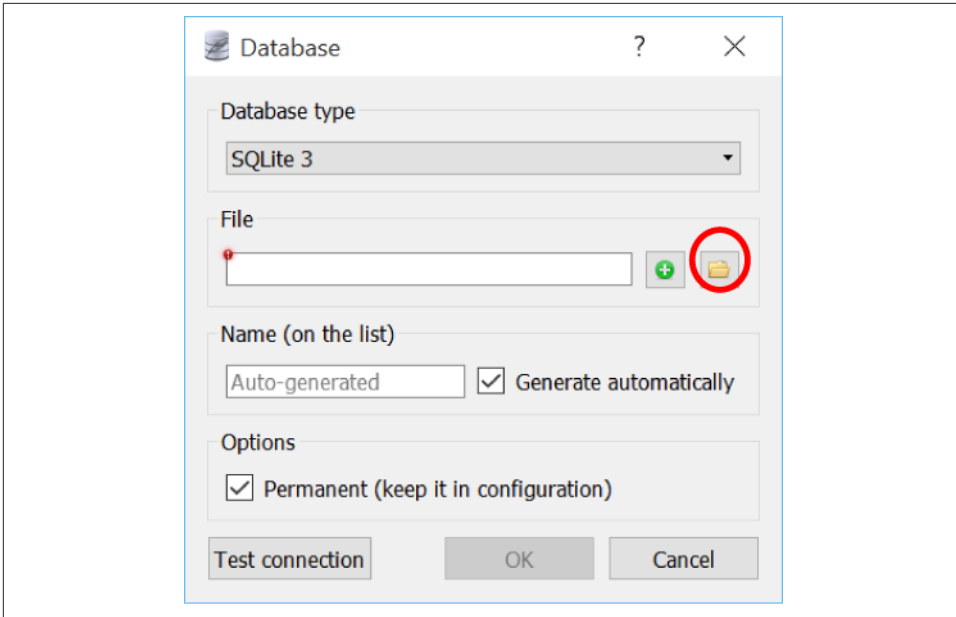 Database ?
Database type
SQLite 3
File
Name (on the list)
Auto-generated Generate automatically
Options
Permanent (keep it in configuration)
Test connection OK Cancel